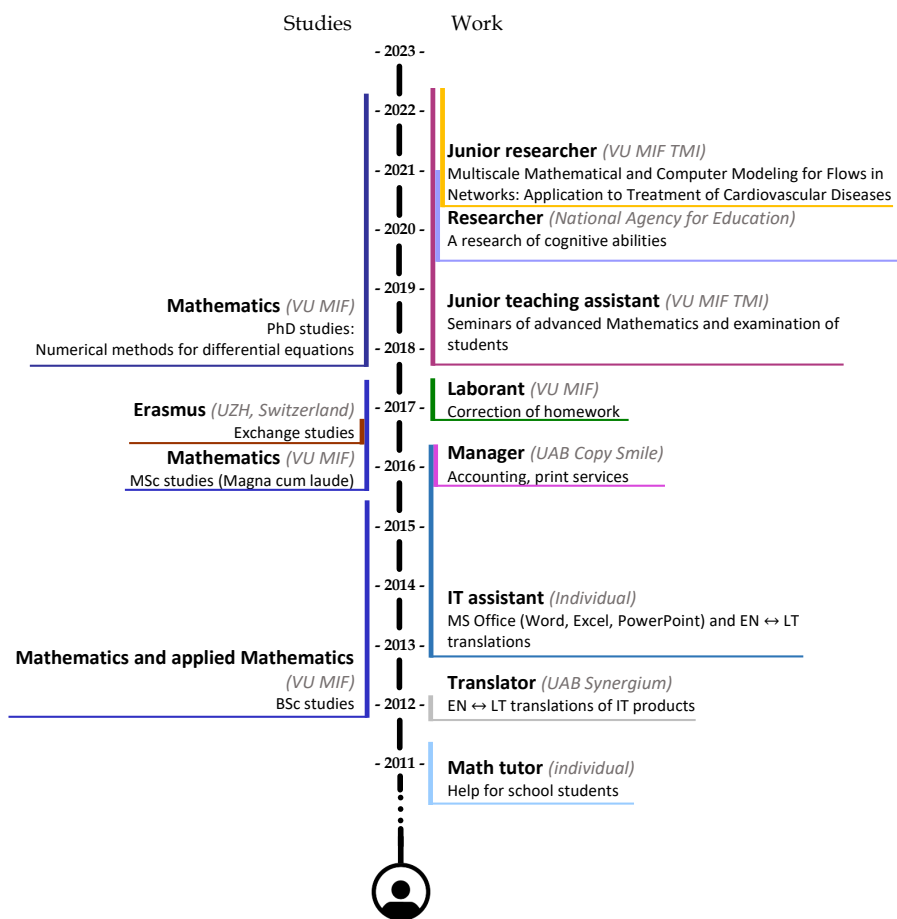 Studies
Work
- 2023 -
- 2022 -
Junior researcher (VU MIF TMI)
Multiscale Mathematical and Computer Modeling for Flows in
Networks: Application to Treatment of Cardiovascular Diseases
- 2021 -
Researcher (National Agency for Education)
A research of cognitive abilities
- 2020 -
- 2019 -
Mathematics (VU MIF)
PhD studies:
Numerical methods for differential equations
Junior teaching assistant (VU MIF TMI)
Seminars of advanced Mathematics and examination of
students
- 2018 -
Laborant (VU MIF)
Correction of homework
- 2017 -
Erasmus (UZH, Switzerland)
Exchange studies
Mathematics (VU MIF)
MSc studies (Magna cum laude)
Manager (UAB Copy Smile)
Accounting, print services
- 2016 -
- 2015 -
- 2014 -
IT assistant (Individual)
MS Office (Word, Excel, PowerPoint) and EN ↔ LT
translations
- 2013 -
Mathematics and applied Mathematics
(VU MIF)
BSc studies
Translator (UAB Synergium)
EN ↔ LT translations of IT products
- 2012 -
- 2011 -
Math tutor (individual)
Help for school students